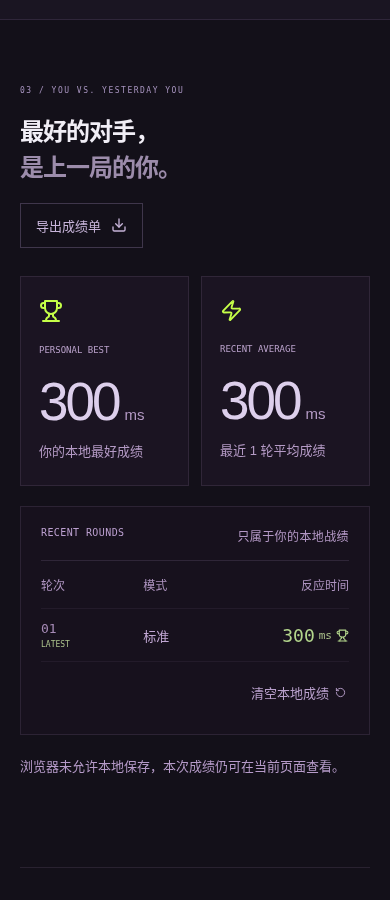 03 / YOU VS. YESTERDAY YOU
最好的对手，
是上一局的你。
导出成绩单
PERSONAL BEST
300 ms
你的本地最好成绩
RECENT AVERAGE
300 ms
最近 1 轮平均成绩
RECENT ROUNDS
只属于你的本地战绩
轮次 模式 反应时间
01 标准 300 ms
LATEST
清空本地成绩
浏览器未允许本地保存，本次成绩仍可在当前页面查看。